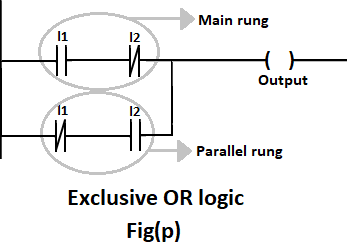 Main rung
I1 I2
( )
Output
I1 I2
Parallel rung
Exclusive OR logic
Fig(p)